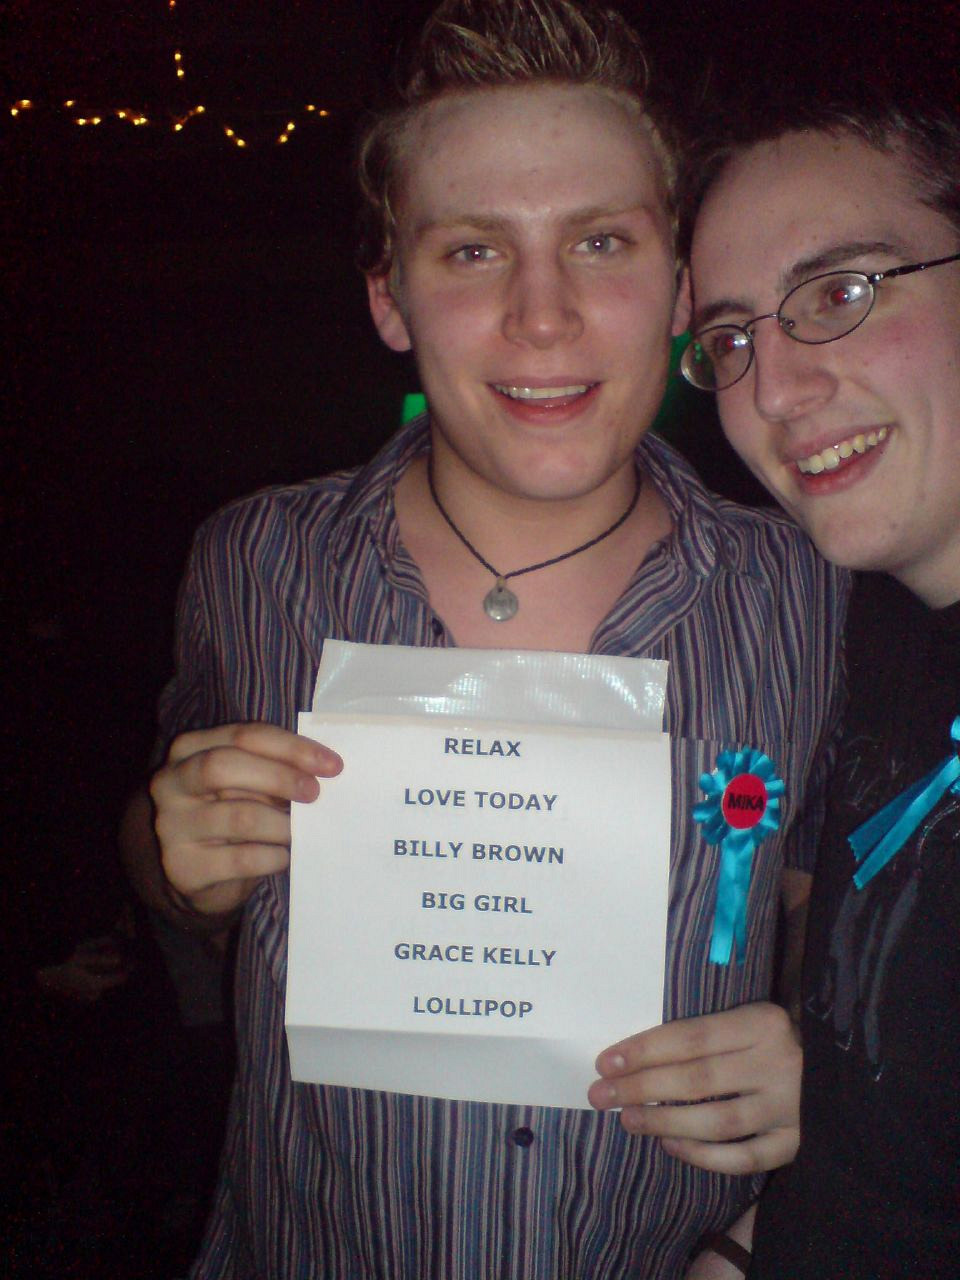 RELAX
LOVE TODAY
BILLY BROWN
BIG GIRL
GRACE KELLY
LOLLIPOP
MIKA